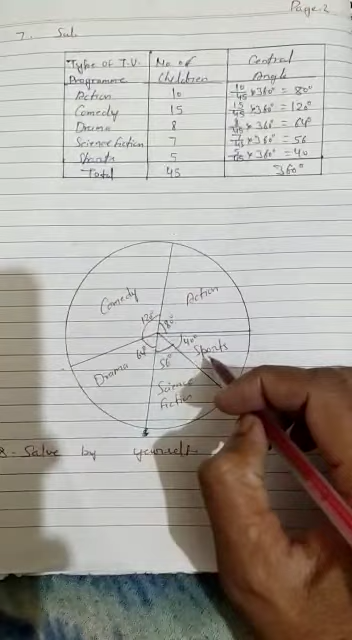 Page-2
7. Sol
Type of T.V. Programme No of Children Central Angle
Action 10 10/45 × 360° = 80°
Comedy 15 15/45 × 360° = 120°
Drama 8 8/45 × 360° = 64°
Science fiction 7 7/45 × 360° = 56
Sports 5 5/45 × 360° = 40
Total 45 360°
Comedy
Action
120°
80°
Drama
64°
56°
40°
Sports
Science
fiction
8. Solve by yourself